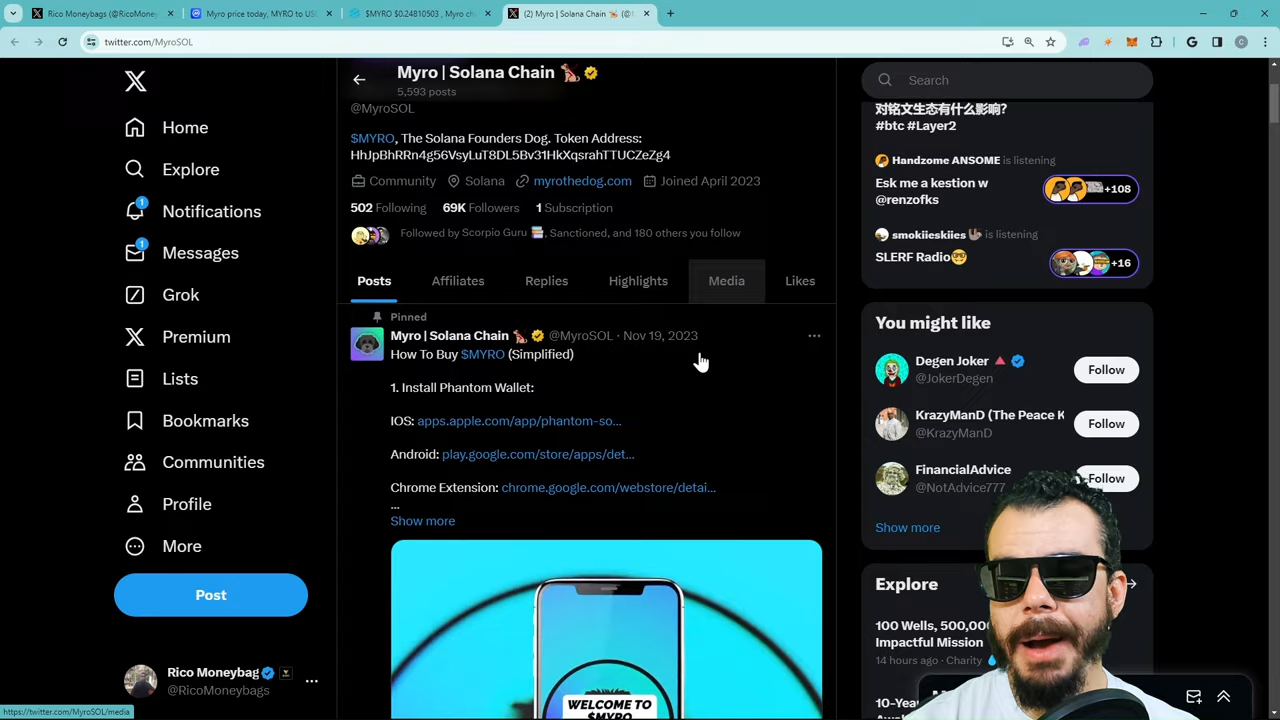 Rico Moneybags (@RicoMoney
Myro price today, MYRO to US
$MYRO $0.24810503 , Myro ch
(2) Myro | Solana Chain
twitter.com/MyroSOL
Home
Explore
1
Notifications
1
Messages
Grok
Premium
Lists
Bookmarks
Communities
Profile
More
Post
Rico Moneybag
@RicoMoneybags
https://twitter.com/MyroSOL/media
Myro | Solana Chain
5,593 posts
@MyroSOL
$MYRO, The Solana Founders Dog. Token Address:
HhJpBhRRn4g56VsyLuT8DL5Bv31HkXqsrahTTUCZeZg4
Community Solana myrothedog.com Joined April 2023
502 Following 69K Followers 1 Subscription
Followed by Scorpio Guru , Sanctioned, and 180 others you follow
Posts Affiliates Replies Highlights Media Likes
Pinned
Myro | Solana Chain @MyroSOL · Nov 19, 2023
How To Buy $MYRO (Simplified)
1. Install Phantom Wallet:
IOS: apps.apple.com/app/phantom-so...
Android: play.google.com/store/apps/det...
Chrome Extension: chrome.google.com/webstore/detai...
...
Show more
WELCOME TO
$MYRO
Search
对铭文生态有什么影响?
#btc #Layer2
Handzome ANSOME is listening
Esk me a kestion w
@renzofks
+108
smokiieskiies is listening
SLERF Radio
+16
You might like
Degen Joker
@JokerDegen
Follow
KrazyManD (The Peace K
@KrazyManD
Follow
FinancialAdvice
@NotAdvice777
Follow
Show more
Explore
100 Wells, 500,000
Impactful Mission
14 hours ago · Charity
10-Year